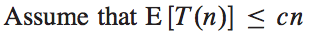 Assume that E [T(n)] ≤ cn